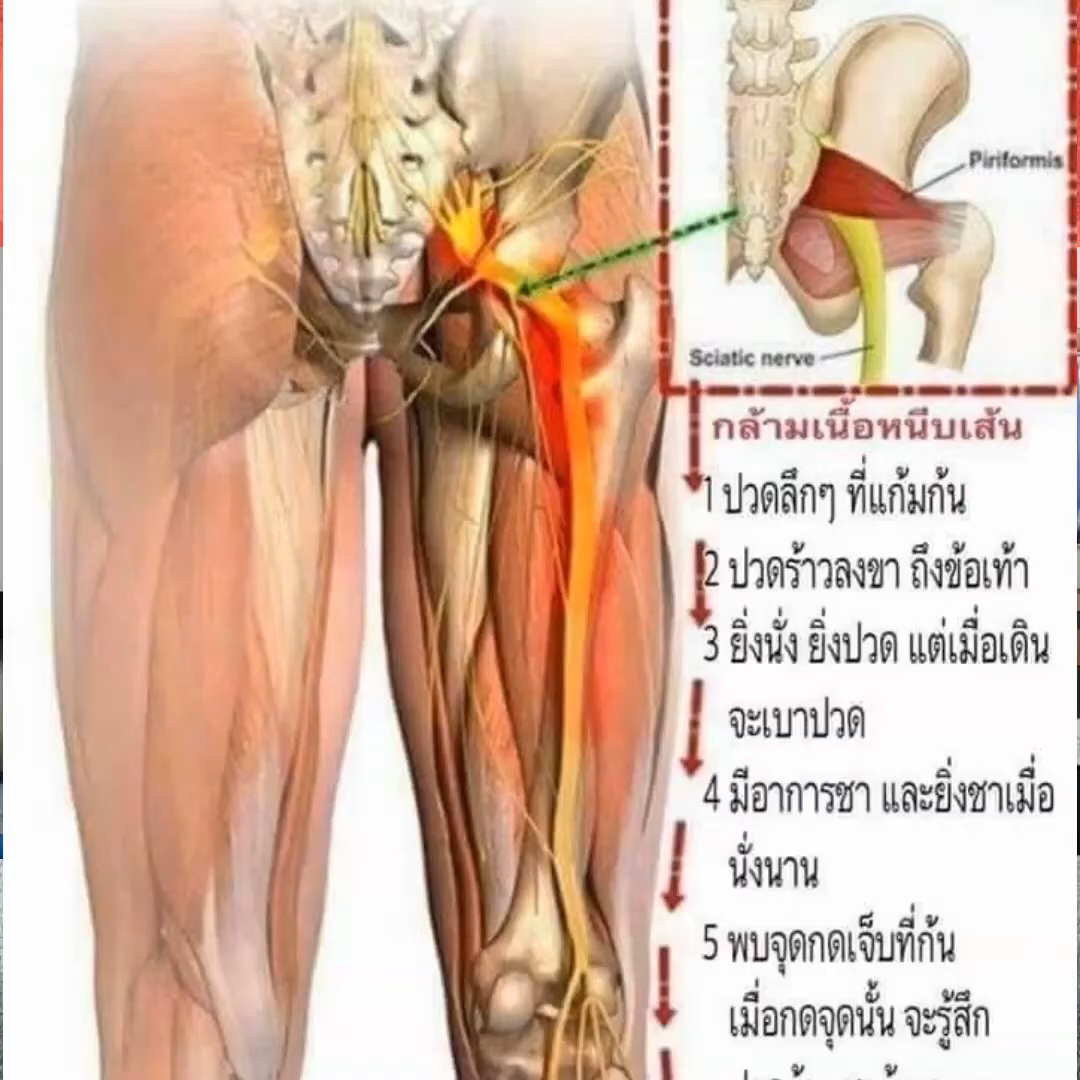 Piriformis
Sciatic nerve
กล้ามเนื้อหนีบเส้น
1 ปวดลึกๆ ที่แก้มก้น
2 ปวดร้าวลงขา ถึงข้อเท้า
3 ยิ่งนั่ง ยิ่งปวด แต่เมื่อเดิน
จะเบาปวด
4 มีอาการชา และยิ่งชาเมื่อ
นั่งนาน
5 พบจุดกดเจ็บที่ก้น
เมื่อกดจุดนั้น จะรู้สึก